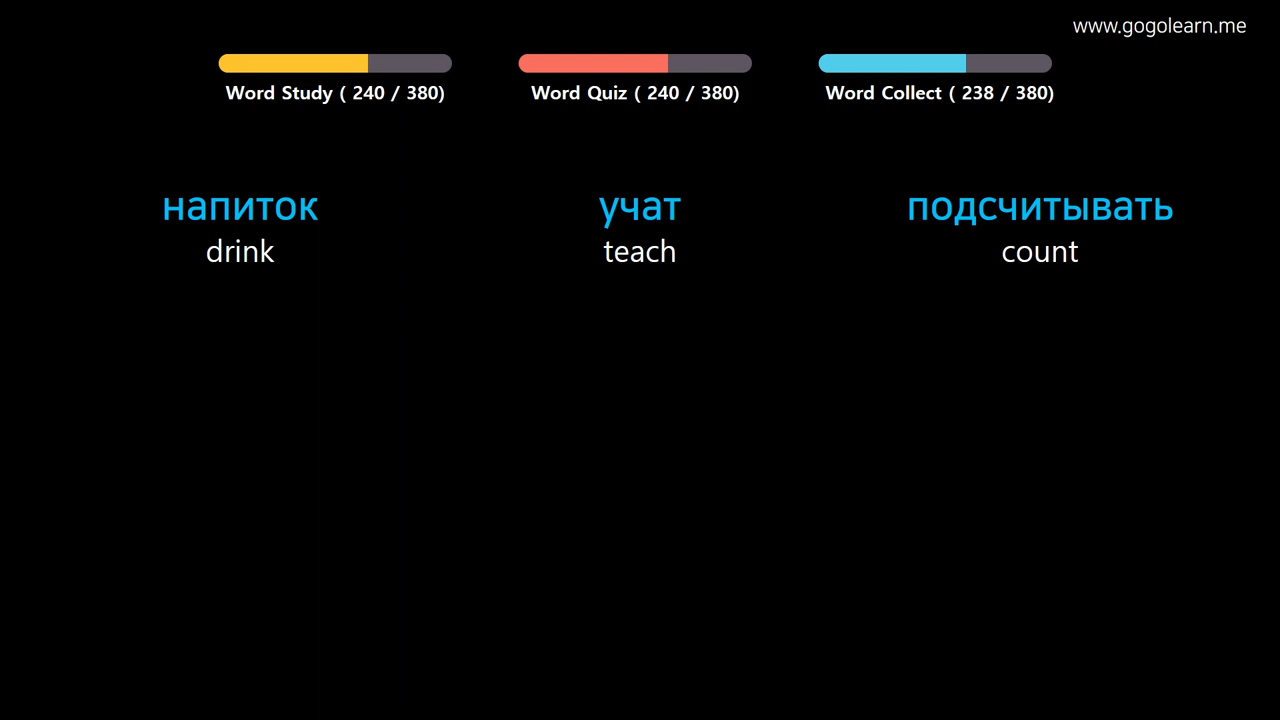 www.gogolearn.me
Word Study ( 240 / 380)
Word Quiz ( 240 / 380)
Word Collect ( 238 / 380)
напиток
учат
подсчитывать
drink
teach
count